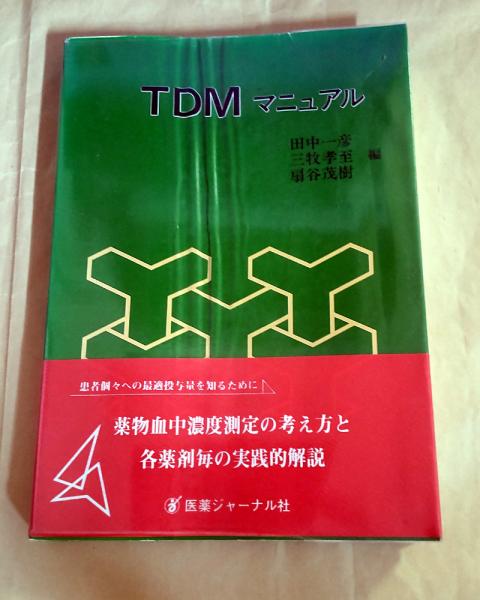 TDM マニュアル
田中一彦
三牧孝至 編
扇谷茂樹
患者個々への最適投与量を知るために
薬物血中濃度測定の考え方と
各薬剤毎の実践的解説
医薬ジャーナル社